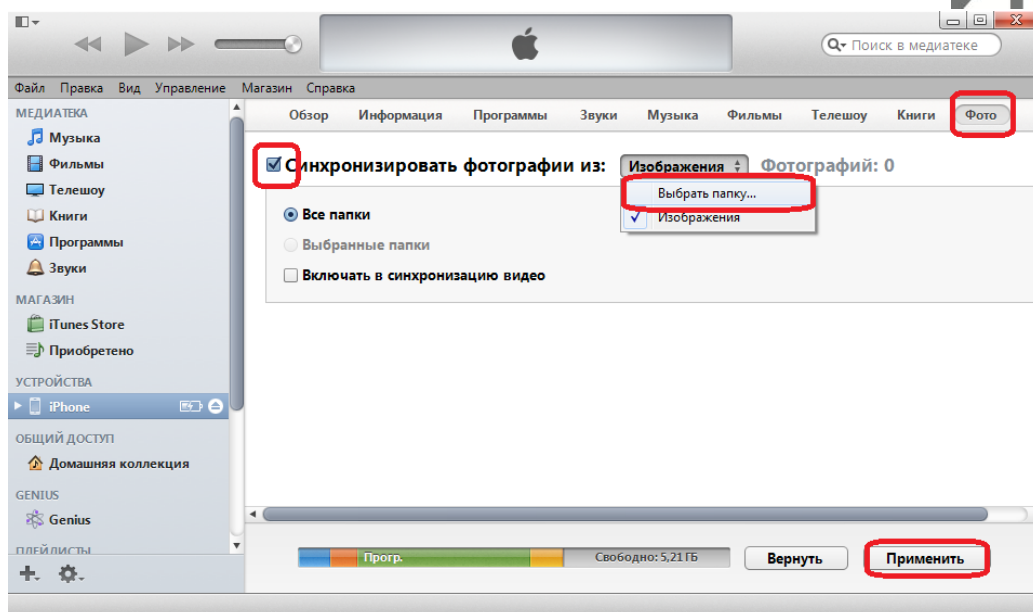 Поиск в медиатеке
Файл Правка Вид Управление Магазин Справка
МЕДИАТЕКА
Музыка
Фильмы
Телешоу
Книги
Программы
Звуки
МАГАЗИН
iTunes Store
Приобретено
УСТРОЙСТВА
iPhone
ОБЩИЙ ДОСТУП
Домашняя коллекция
GENIUS
Genius
ПЛЕЙЛИСТЫ
Обзор Информация Программы Звуки Музыка Фильмы Телешоу Книги Фото
Синхронизировать фотографии из: Изображения Фотографий: 0
Выбрать папку...
Изображения
Все папки
Выбранные папки
Включать в синхронизацию видео
Прогр. Свободно: 5,21 ГБ Вернуть Применить